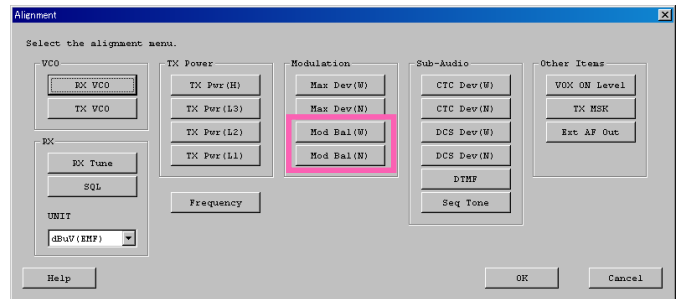 Alignment
Select the alignment menu.
VCO
RX VCO
TX VCO
RX
RX Tune
SQL
UNIT
dBuV(EMF)
TX Power
TX Pwr(H)
TX Pwr(L3)
TX Pwr(L2)
TX Pwr(L1)
Frequency
Modulation
Max Dev(W)
Max Dev(N)
Mod Bal(W)
Mod Bal(N)
Sub-Audio
CTC Dev(W)
CTC Dev(N)
DCS Dev(W)
DCS Dev(N)
DTMF
Seq Tone
Other Items
VOX ON Level
TX MSK
Ext AF Out
Help
OK
Cancel